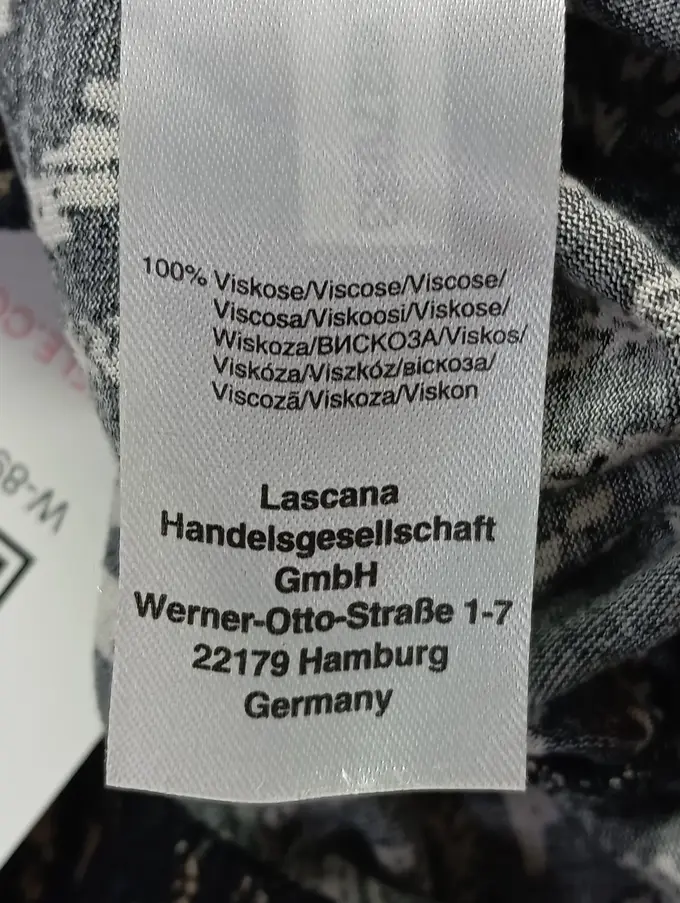 100% Viskose/Viscose/Viscose/
Viscosa/Viskoosi/Viskose/
Wiskoza/ВИСКОЗА/Viskos/
Viskóza/Viszkóz/віскоза/
Viscoză/Viskoza/Viskon
Lascana
Handelsgesellschaft
GmbH
Werner-Otto-Straße 1-7
22179 Hamburg
Germany